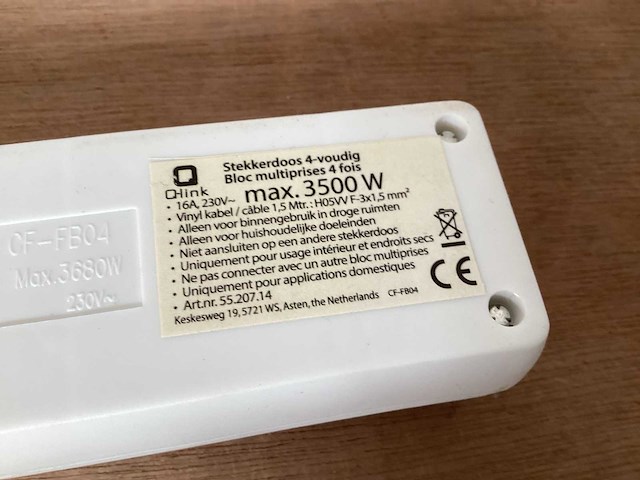 Q-link
Stekkerdoos 4-voudig
Bloc multiprises 4 fois
• 16A, 230V~ max. 3500 W
• Vinyl kabel / câble 1,5 Mtr.: H05VV F-3x1,5 mm²
• Alleen voor binnengebruik in droge ruimten
• Alleen voor huishoudelijke doeleinden
• Niet aansluiten op een andere stekkerdoos
• Uniquement pour usage intérieur et endroits secs
• Ne pas connecter avec un autre bloc multiprises
• Uniquement pour applications domestiques
• Art.nr. 55.207.14
Keskesweg 19, 5721 WS, Asten, the Netherlands CF-FB04
CE
CF-FB04
Max.3680W
230V~